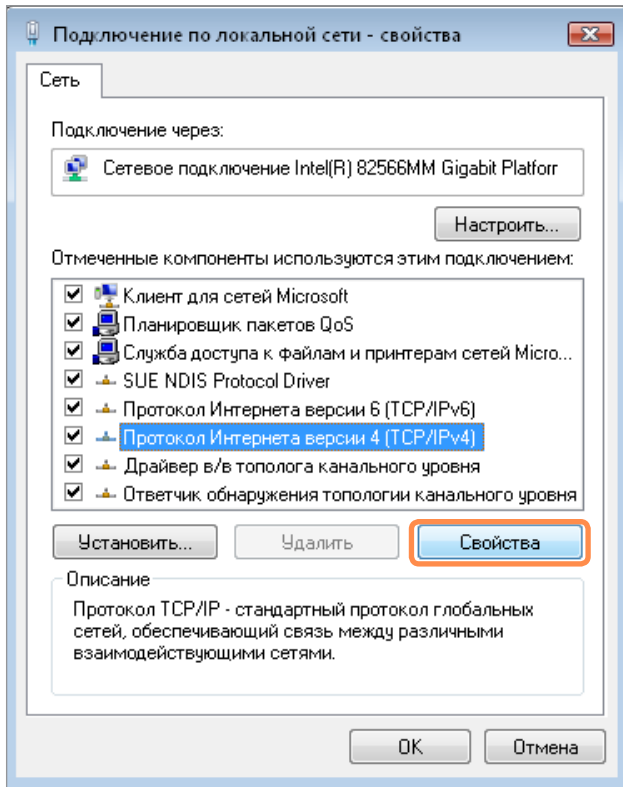 Подключение по локальной сети - свойства
Сеть
Подключение через:
Сетевое подключение Intel(R) 82566MM Gigabit Platforr
Настроить...
Отмеченные компоненты используются этим подключением:
Клиент для сетей Microsoft
Планировщик пакетов QoS
Служба доступа к файлам и принтерам сетей Micro...
SUE NDIS Protocol Driver
Протокол Интернета версии 6 (TCP/IPv6)
Протокол Интернета версии 4 (TCP/IPv4)
Драйвер в/в тополога канального уровня
Ответчик обнаружения топологии канального уровня
Установить... Удалить Свойства
Описание
Протокол TCP/IP - стандартный протокол глобальных
сетей, обеспечивающий связь между различными
взаимодействующими сетями.
OK Отмена